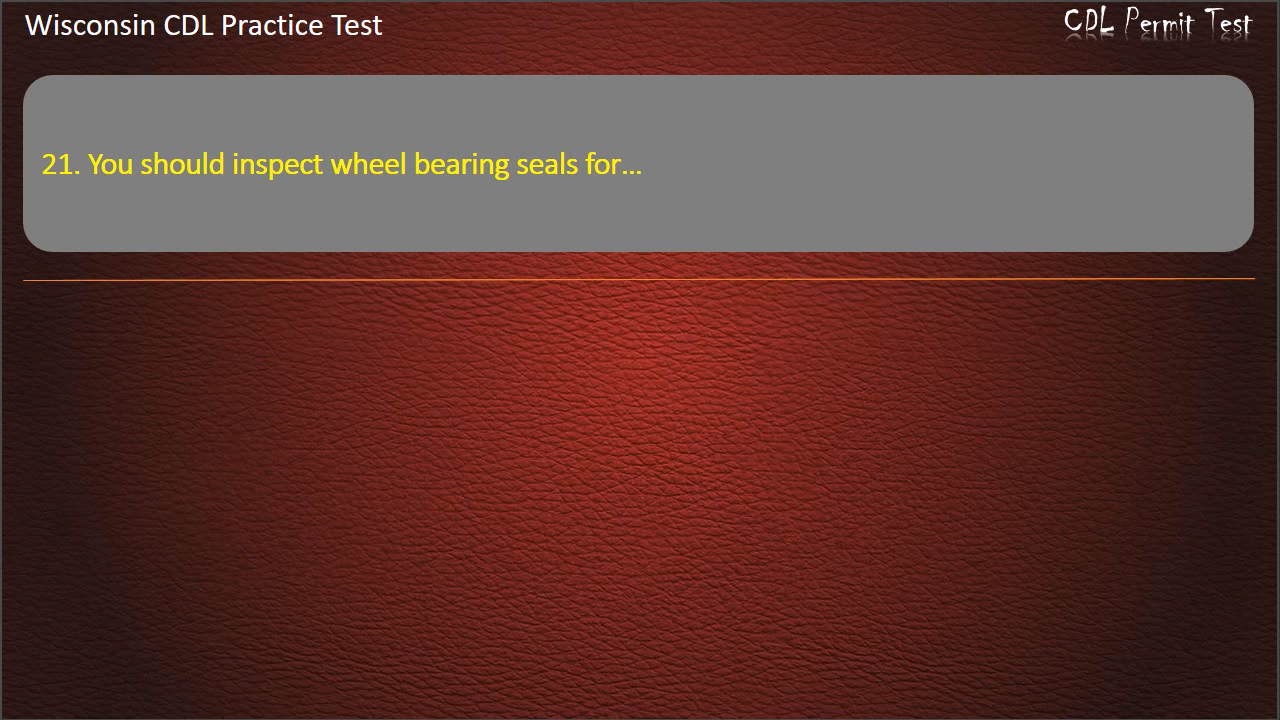 Wisconsin CDL Practice Test
CDL Permit Test
21. You should inspect wheel bearing seals for...